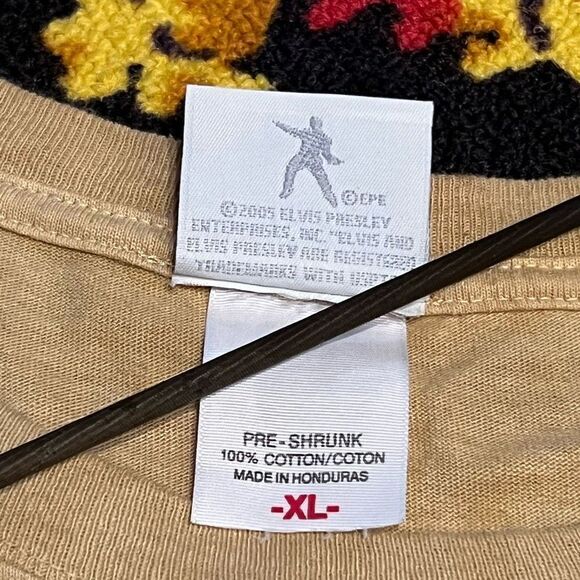 ©EPE
©2005 ELVIS PRESLEY
ENTERPRISES, INC. "ELVIS AND
ELVIS PRESLEY ARE REGISTERED
TRADEMARKS WITH USPTO
PRE-SHRUNK
100% COTTON/COTON
MADE IN HONDURAS
-XL-